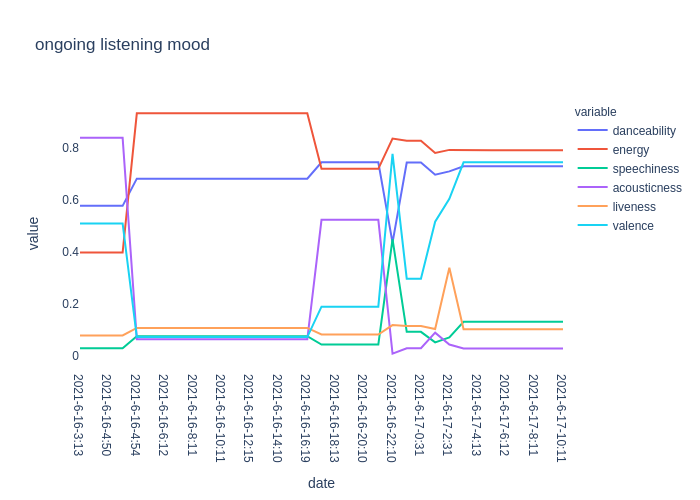 ongoing listening mood
variable
danceability
energy
speechiness
acousticness
liveness
valence
value
0.8
0.6
0.4
0.2
0
2021-6-16-3:13
2021-6-16-4:50
2021-6-16-4:54
2021-6-16-6:12
2021-6-16-8:11
2021-6-16-10:11
2021-6-16-12:15
2021-6-16-14:10
2021-6-16-16:19
2021-6-16-18:13
2021-6-16-20:10
2021-6-16-22:10
2021-6-17-0:31
2021-6-17-2:31
2021-6-17-4:13
2021-6-17-6:12
2021-6-17-8:11
2021-6-17-10:11
date